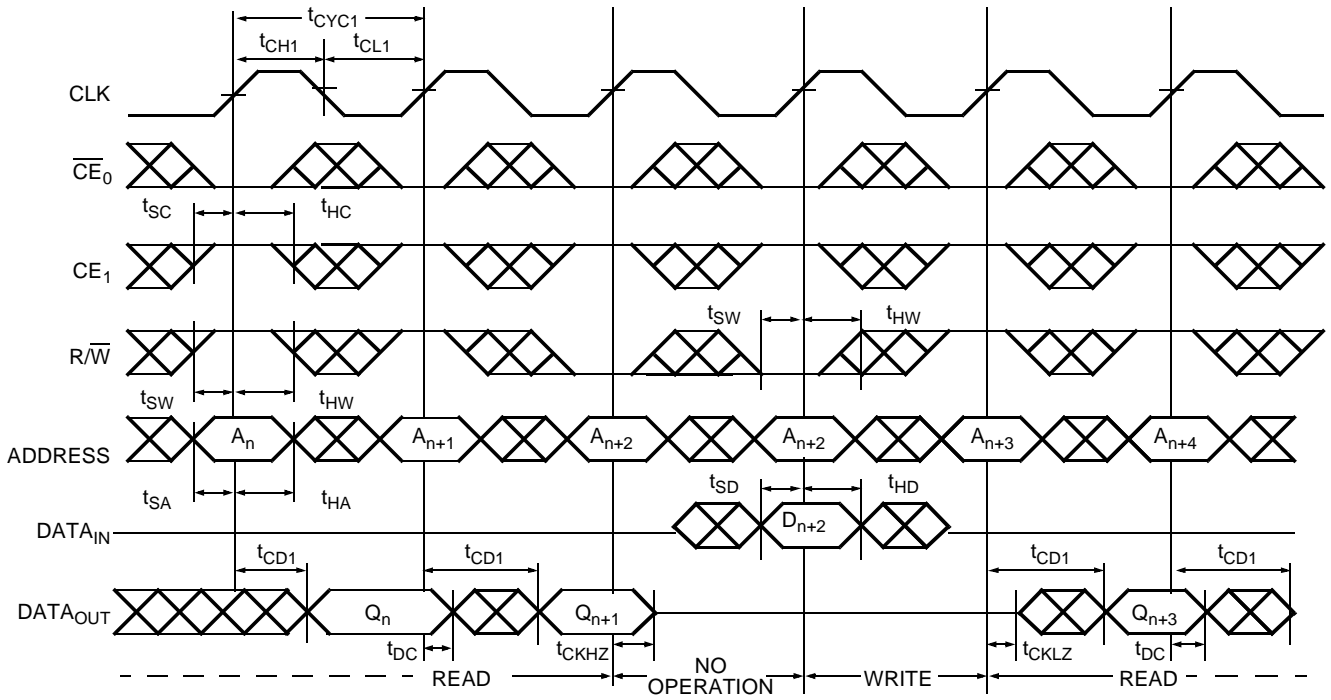 tCYC1
tCH1 tCL1
CLK
CE0
tSC tHC
CE1
tSW tHW
R/W
tSW tHW
ADDRESS An An+1 An+2 An+2 An+3 An+4
tSA tHA tSD tHD
DATAIN Dn+2
tCD1 tCD1 tCD1 tCD1
DATAOUT Qn Qn+1 Qn+3
tDC tCKHZ tCKLZ tDC
READ NO OPERATION WRITE READ